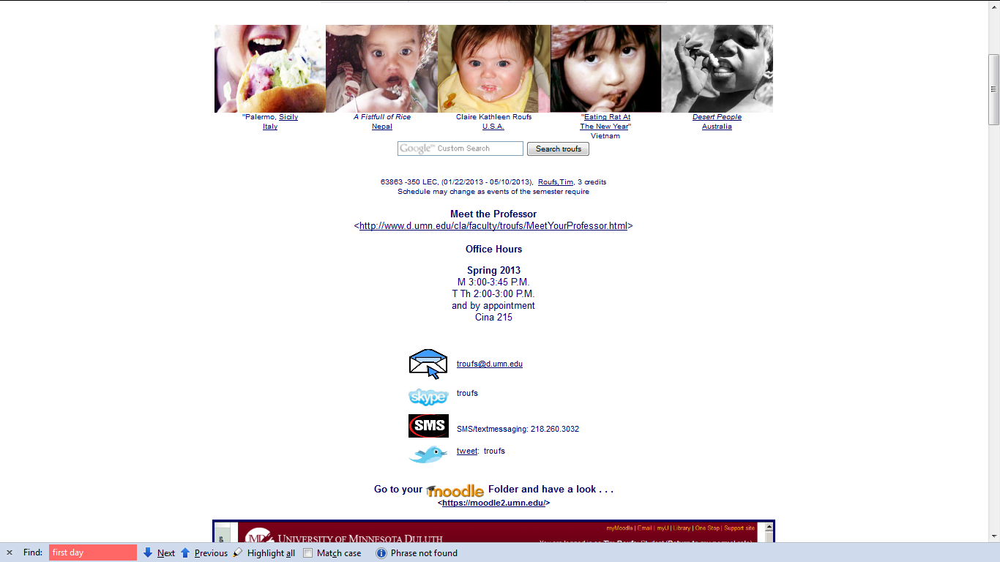 "Palermo, Sicily
Italy
A Fistfull of Rice
Nepal
Claire Kathleen Roufs
U.S.A.
"Eating Rat At
The New Year"
Vietnam
Desert People
Australia
Google™ Custom Search
Search troufs
63863 -350 LEC, (01/22/2013 - 05/10/2013), Roufs,Tim, 3 credits
Schedule may change as events of the semester require
Meet the Professor
<http://www.d.umn.edu/cla/faculty/troufs/MeetYourProfessor.html>
Office Hours
Spring 2013
M 3:00-3:45 P.M.
T Th 2:00-3:00 P.M.
and by appointment
Cina 215
troufs@d.umn.edu
skype troufs
SMS SMS/textmessaging: 218.260.3032
tweet: troufs
Go to your moodle Folder and have a look . . .
<https://moodle2.umn.edu/>
myMoodle | Email | myU | Library | One Stop | Support site
UNIVERSITY OF MINNESOTA DULUTH
× Find: first day Next Previous Highlight all Match case Phrase not found